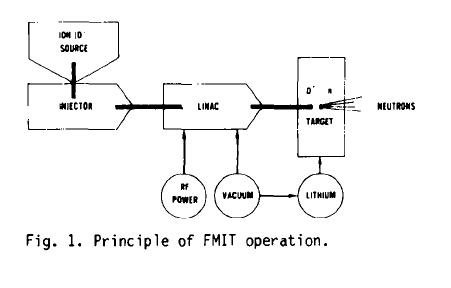 ION (D
SOURCE
INJECTOR
LINAC
D⁺ n
TARGET
NEUTRONS
RF
POWER
VACUUM
LITHIUM
Fig. 1. Principle of FMIT operation.